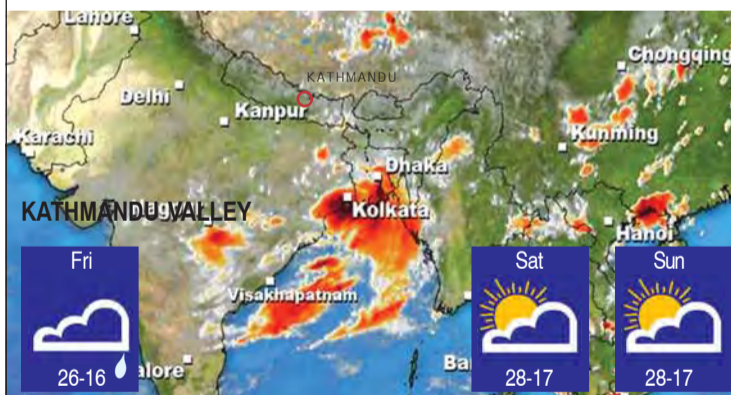 Lahore
Chongqing
KATHMANDU
Delhi
Kanpur
Karachi
Kunming
Dhaka
KATHMANDU VALLEY
Kolkata
Hanoi
Fri
Sat
Sun
Visakhapatnam
26-16
28-17
28-17